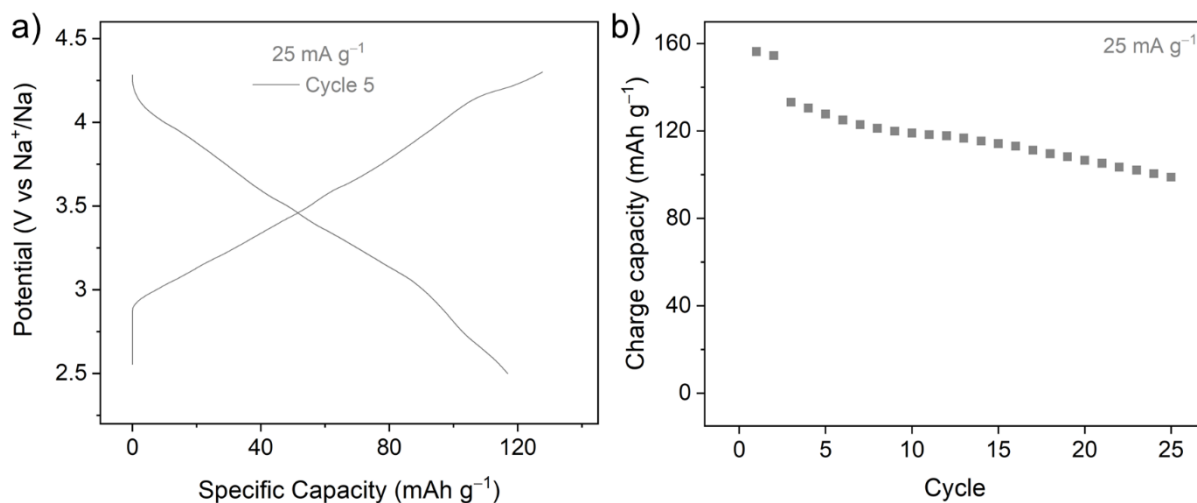 a)
25 mA g⁻¹
Cycle 5
4.5
4
3.5
3
2.5
Potential (V vs Na⁺/Na)
0
40
80
120
Specific Capacity (mAh g⁻¹)
b)
25 mA g⁻¹
160
120
80
40
0
Charge capacity (mAh g⁻¹)
0
5
10
15
20
25
Cycle